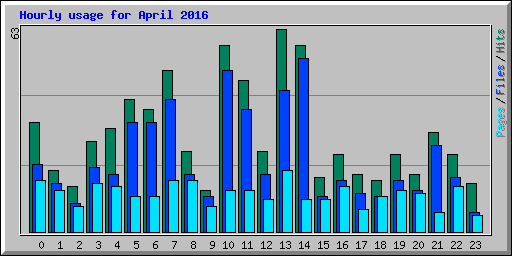 Hourly usage for April 2016
63
Pages / Files / Hits
0 1 2 3 4 5 6 7 8 9 10 11 12 13 14 15 16 17 18 19 20 21 22 23